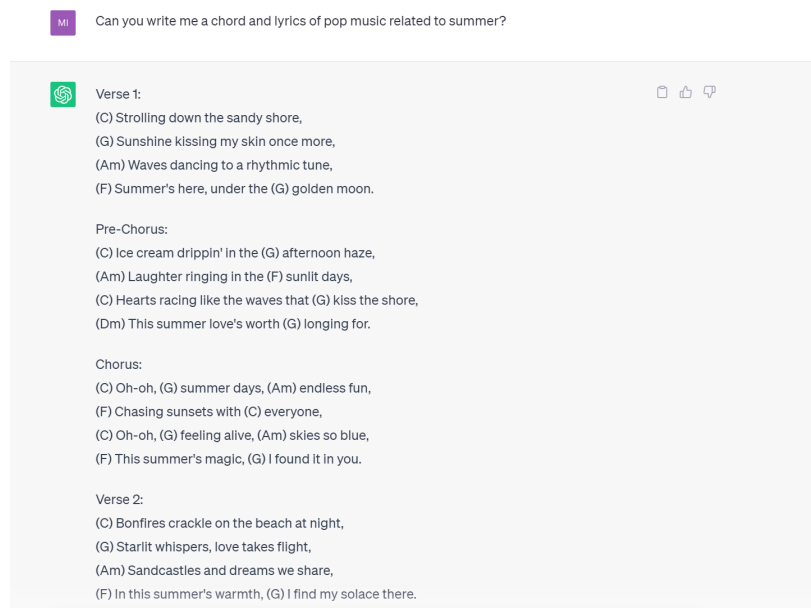 MI
Can you write me a chord and lyrics of pop music related to summer?
Verse 1:
(C) Strolling down the sandy shore,
(G) Sunshine kissing my skin once more,
(Am) Waves dancing to a rhythmic tune,
(F) Summer's here, under the (G) golden moon.
Pre-Chorus:
(C) Ice cream drippin' in the (G) afternoon haze,
(Am) Laughter ringing in the (F) sunlit days,
(C) Hearts racing like the waves that (G) kiss the shore,
(Dm) This summer love's worth (G) longing for.
Chorus:
(C) Oh-oh, (G) summer days, (Am) endless fun,
(F) Chasing sunsets with (C) everyone,
(C) Oh-oh, (G) feeling alive, (Am) skies so blue,
(F) This summer's magic, (G) I found it in you.
Verse 2:
(C) Bonfires crackle on the beach at night,
(G) Starlit whispers, love takes flight,
(Am) Sandcastles and dreams we share,
(F) In this summer's warmth, (G) I find my solace there.